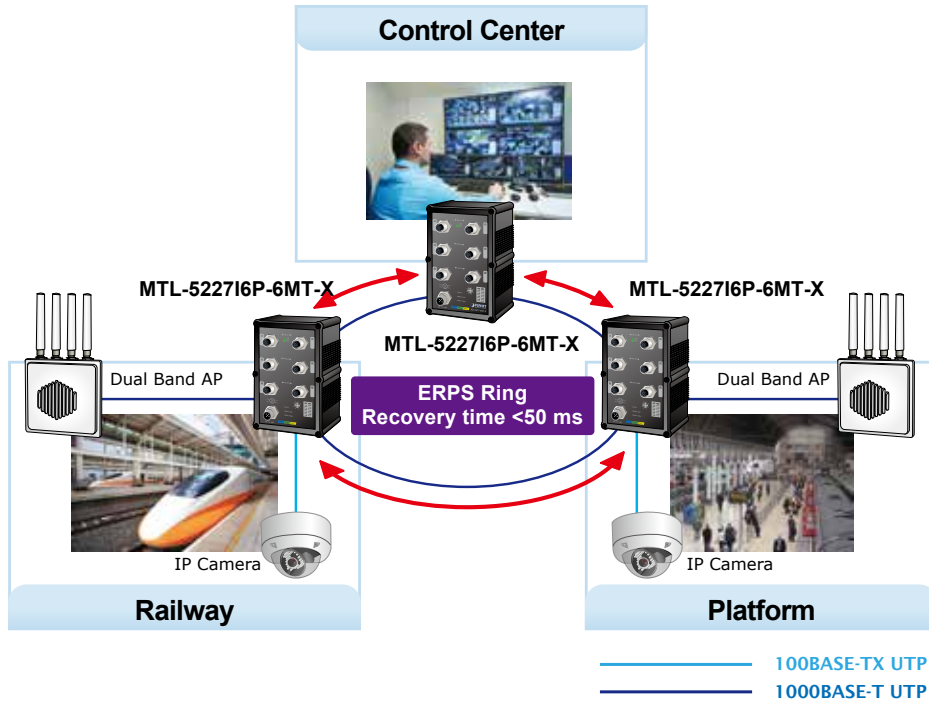 Control Center
MTL-5227I6P-6MT-X
MTL-5227I6P-6MT-X
MTL-5227I6P-6MT-X
Dual Band AP
Dual Band AP
ERPS Ring
Recovery time <50 ms
IP Camera
IP Camera
Railway
Platform
100BASE-TX UTP
1000BASE-T UTP